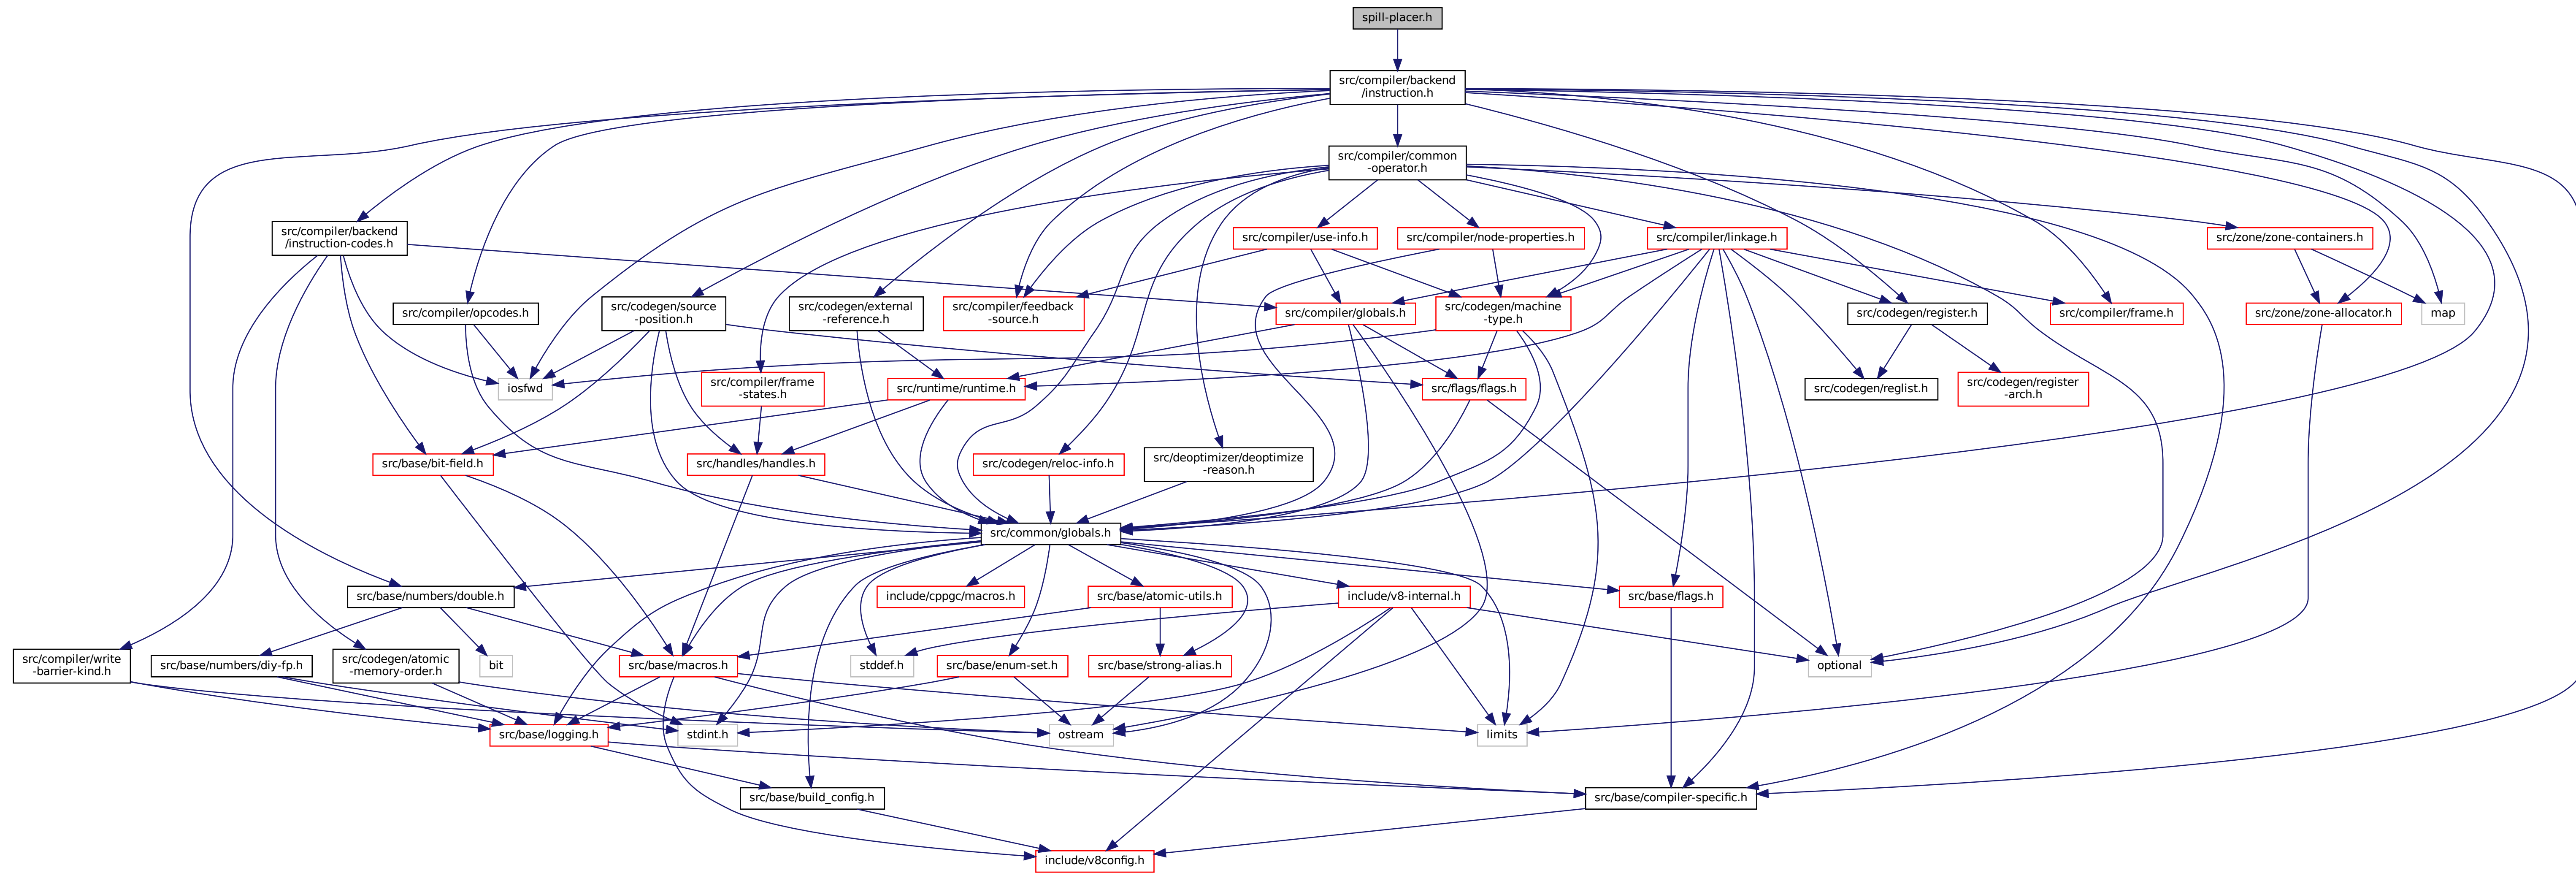 spill-placer.h
src/compiler/backend
/instruction.h
src/compiler/common
-operator.h
src/compiler/backend
/instruction-codes.h
src/compiler/use-info.h
src/compiler/node-properties.h
src/compiler/linkage.h
src/zone/zone-containers.h
src/compiler/opcodes.h
src/codegen/source
-position.h
src/codegen/external
-reference.h
src/compiler/feedback
-source.h
src/compiler/globals.h
src/codegen/machine
-type.h
src/codegen/register.h
src/compiler/frame.h
src/zone/zone-allocator.h
map
iosfwd
src/compiler/frame
-states.h
src/runtime/runtime.h
src/flags/flags.h
src/codegen/reglist.h
src/codegen/register
-arch.h
src/base/bit-field.h
src/handles/handles.h
src/codegen/reloc-info.h
src/deoptimizer/deoptimize
-reason.h
src/common/globals.h
src/base/numbers/double.h
include/cppgc/macros.h
src/base/atomic-utils.h
include/v8-internal.h
src/base/flags.h
src/compiler/write
-barrier-kind.h
src/base/numbers/diy-fp.h
src/codegen/atomic
-memory-order.h
bit
src/base/macros.h
stddef.h
src/base/enum-set.h
src/base/strong-alias.h
optional
src/base/logging.h
stdint.h
ostream
limits
src/base/build_config.h
src/base/compiler-specific.h
include/v8config.h